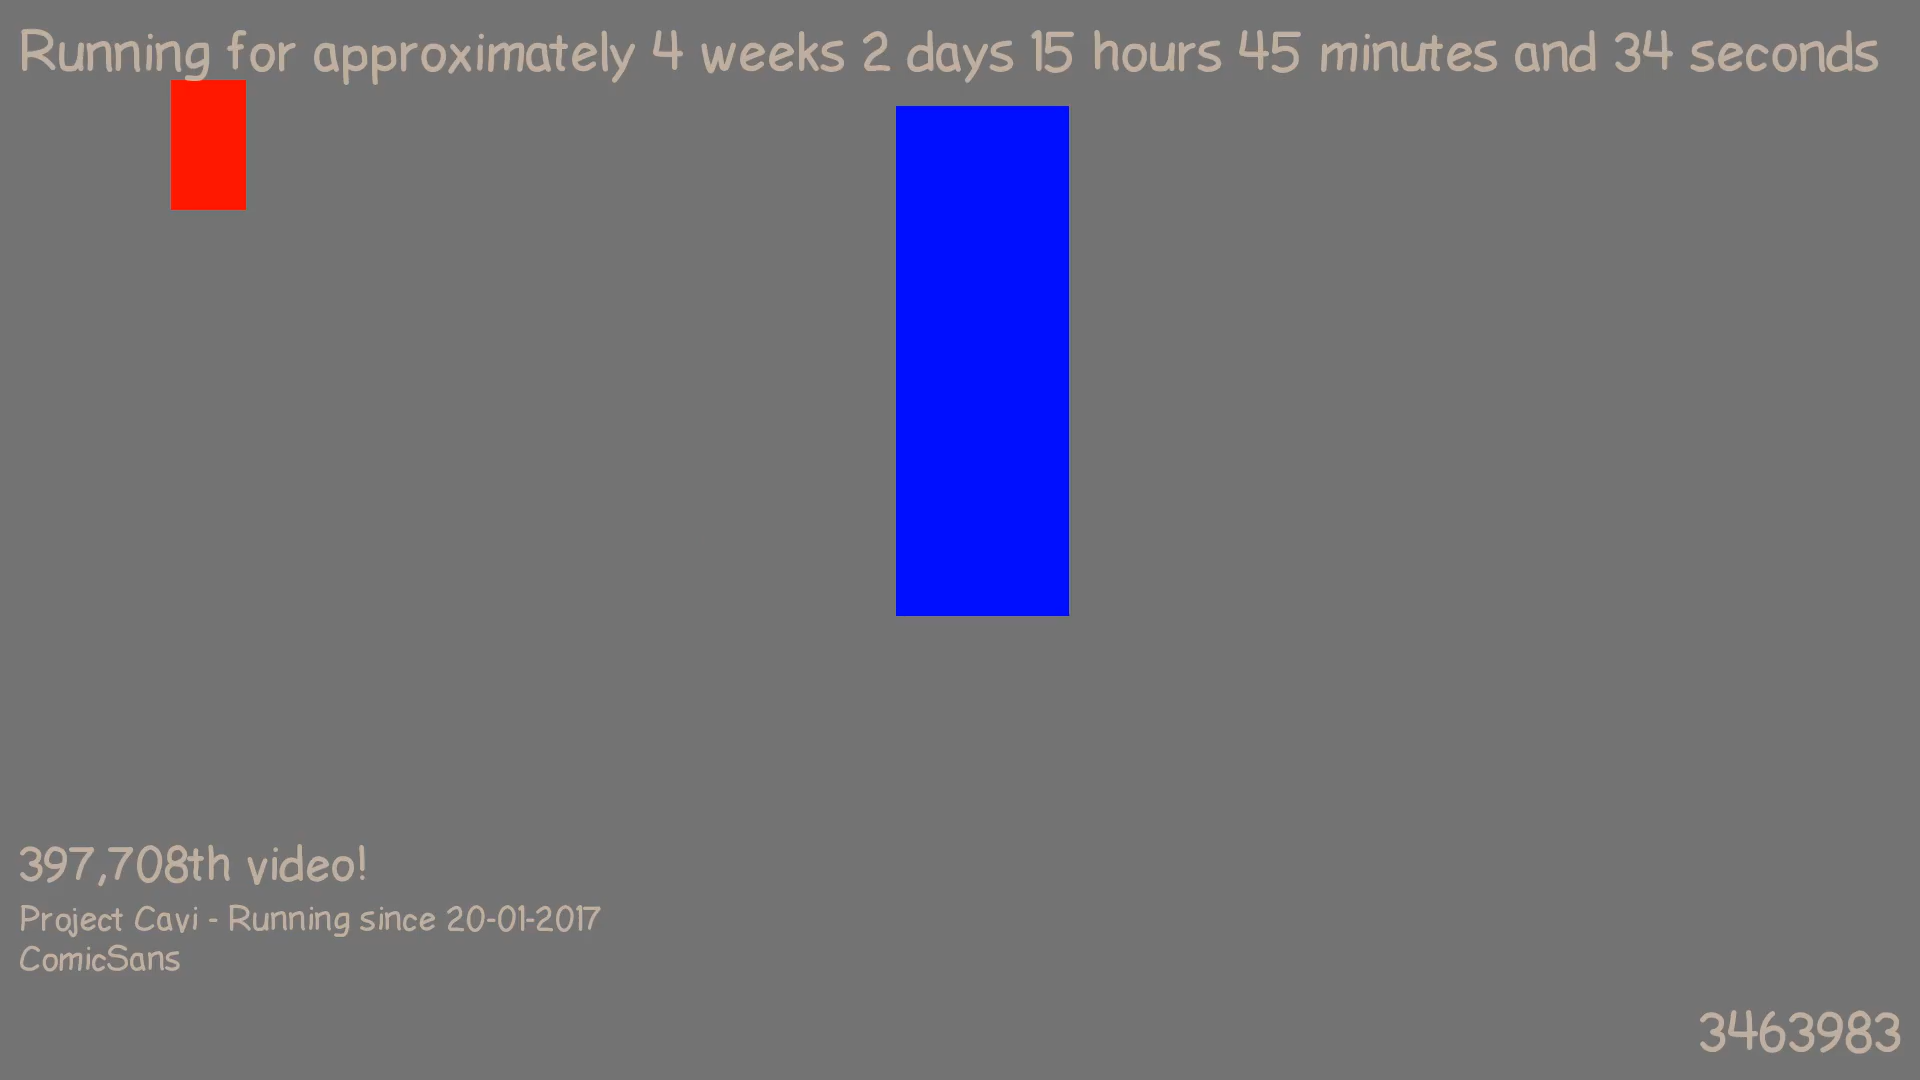 Running for approximately 4 weeks 2 days 15 hours 45 minutes and 34 seconds
397,708th video!
Project Cavi - Running since 20-01-2017
ComicSans
3463983